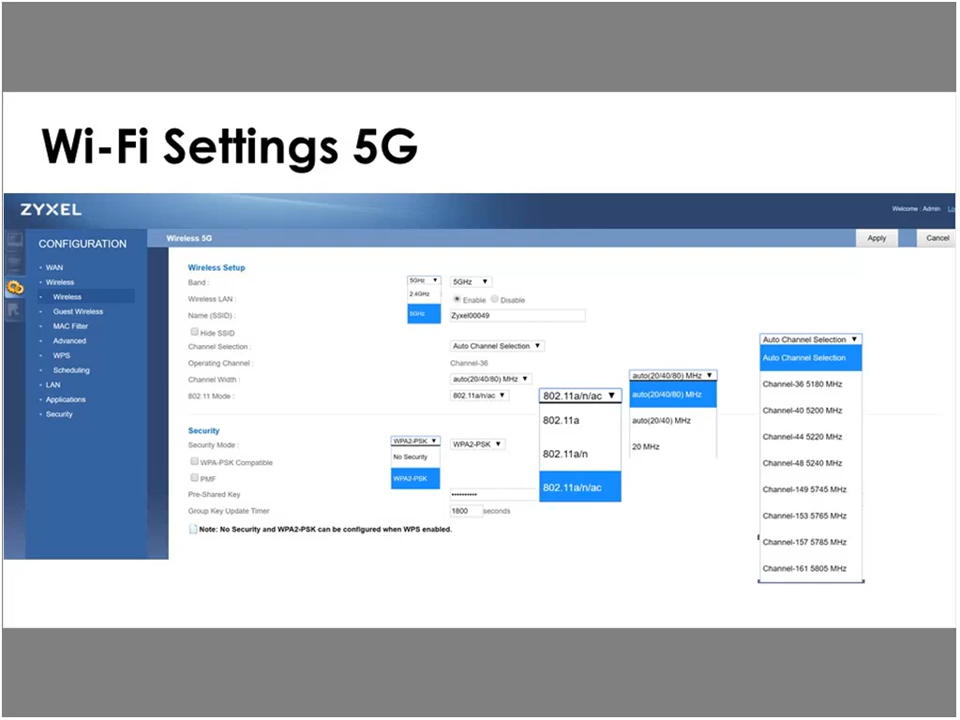 Wi-Fi Settings 5G
ZYXEL
Welcome : Admin
CONFIGURATION
Wireless 5G
Apply
Cancel
WAN
Wireless
Wireless
Guest Wireless
MAC Filter
Advanced
WPS
Scheduling
LAN
Applications
Security
Wireless Setup
Band :
5GHz
2.4GHz
5GHz
5GHz
Wireless LAN :
Enable Disable
Name (SSID) :
Zyxel00049
Hide SSID
Channel Selection :
Auto Channel Selection
Operating Channel :
Channel-36
Channel Width :
auto(20/40/80) MHz
802.11 Mode :
802.11a/n/ac
802.11a/n/ac
802.11a
802.11a/n
802.11a/n/ac
auto(20/40/80) MHz
auto(20/40/80) MHz
auto(20/40) MHz
20 MHz
Auto Channel Selection
Auto Channel Selection
Channel-36 5180 MHz
Channel-40 5200 MHz
Channel-44 5220 MHz
Channel-48 5240 MHz
Channel-149 5745 MHz
Channel-153 5765 MHz
Channel-157 5785 MHz
Channel-161 5805 MHz
Security
Security Mode :
WPA2-PSK
No Security
WPA2-PSK
WPA2-PSK
WPA-PSK Compatible
PMF
Pre-Shared Key
••••••••••
Group Key Update Timer
1800 seconds
Note: No Security and WPA2-PSK can be configured when WPS enabled.